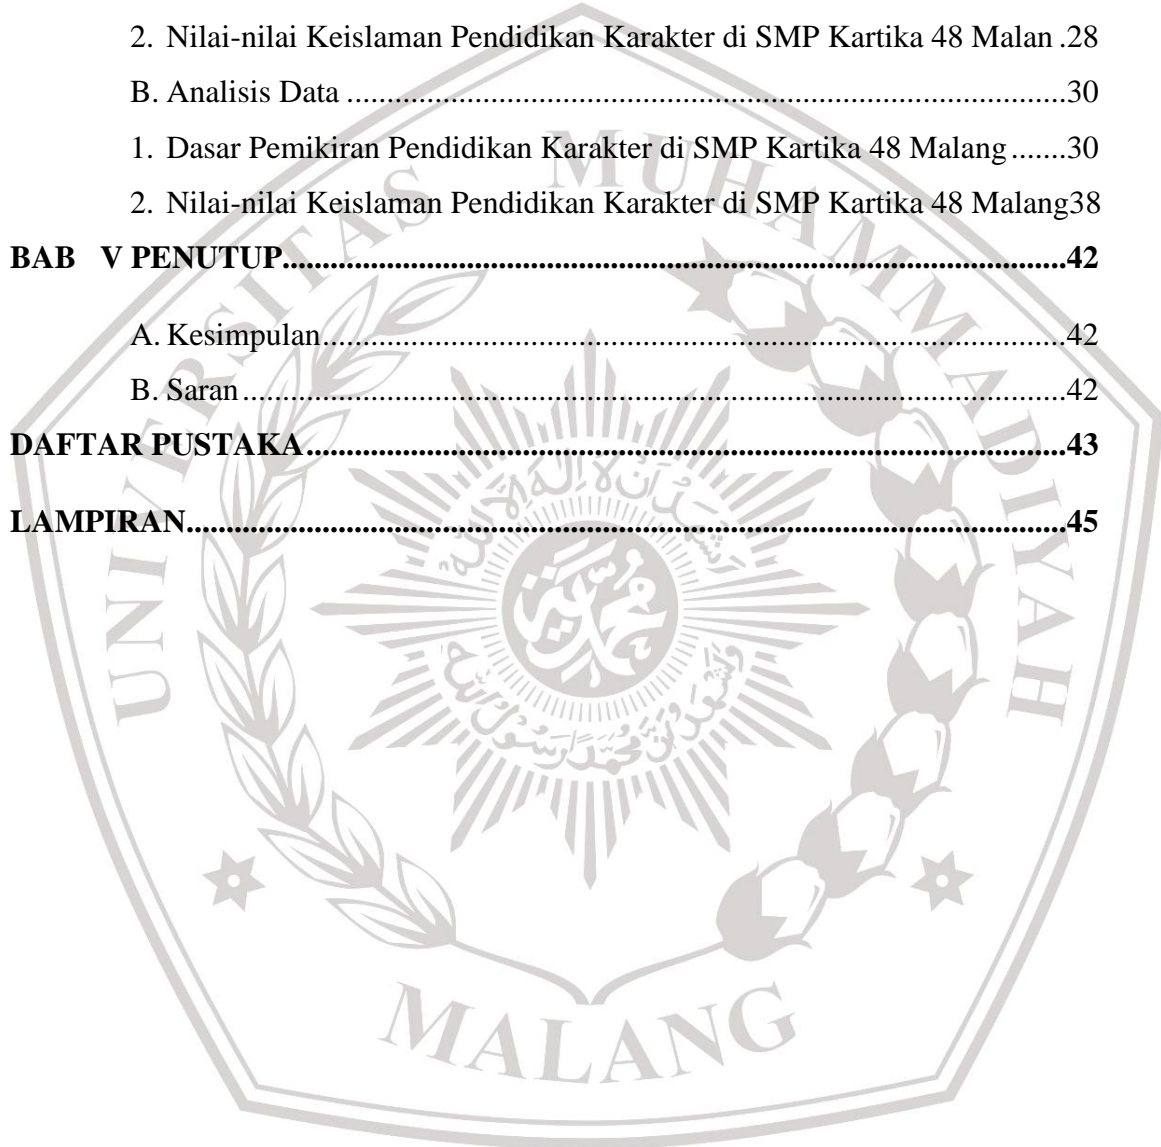 2. Nilai-nilai Keislaman Pendidikan Karakter di SMP Kartika 48 Malan .28
B. Analisis Data ...........................................................................................30
1. Dasar Pemikiran Pendidikan Karakter di SMP Kartika 48 Malang .......30
2. Nilai-nilai Keislaman Pendidikan Karakter di SMP Kartika 48 Malang38
BAB V PENUTUP..................................................................................................42
A. Kesimpulan.............................................................................................42
B. Saran .......................................................................................................42
DAFTAR PUSTAKA..............................................................................................43
LAMPIRAN............................................................................................................45
UNIVERSITAS MUHAMMADIYAH
MALANG